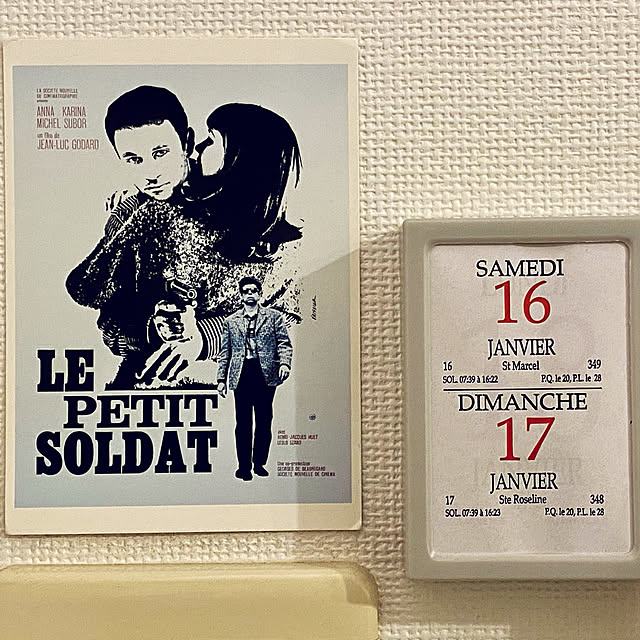 LA SOCIETE NOUVELLE
DE CINEMATOGRAPHIE
présente
ANNA KARINA
MICHEL SUBOR
un film de
JEAN-LUC GODARD
LE
PETIT
SOLDAT
avec
HENRI-JACQUES HUET
Une co-production
GEORGES DE BEAUREGARD
SOCIETE NOUVELLE DE CINEMA
SAMEDI
16
JANVIER
16 St Marcel 349
SOL. 07:39 à 16:22 P.Q. le 20, P.L. le 28
DIMANCHE
17
JANVIER
17 Ste Roseline 348
SOL. 07:39 à 16:23 P.Q. le 20, P.L. le 28